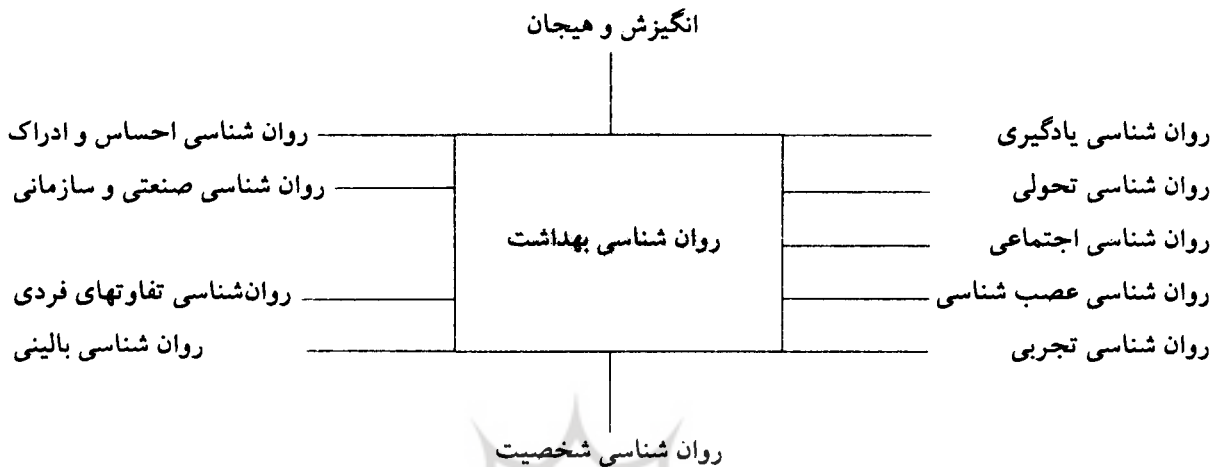 انگیزش و هیجان
روان شناسی یادگیری
روان شناسی احساس و ادراک
روان شناسی تحولی
روان شناسی صنعتی و سازمانی
روان شناسی اجتماعی
روان شناسی بهداشت
روان شناسی عصب شناسی
روان‌شناسی تفاوتهای فردی
روان شناسی تجربی
روان شناسی بالینی
روان شناسی شخصیت